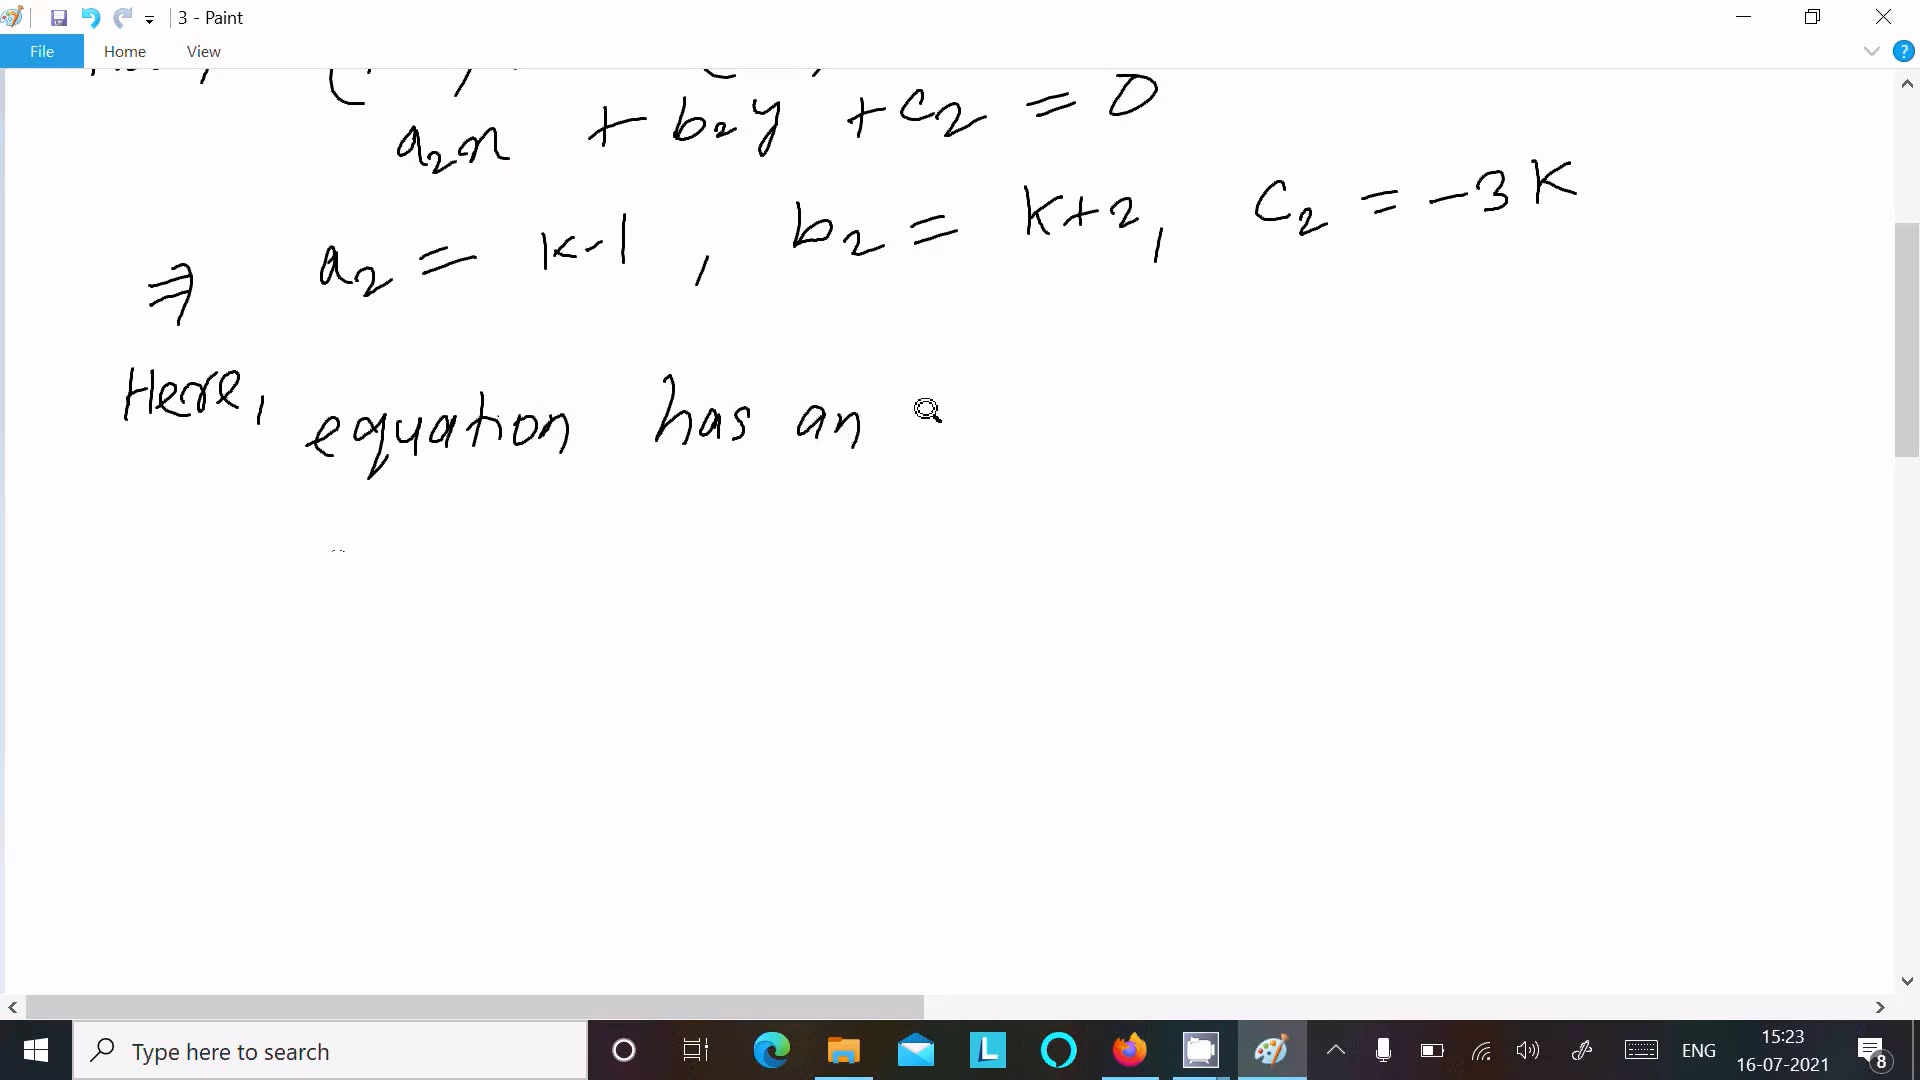 3 - Paint
File Home View
a₂x + b₂y + c₂ = 0
⇒ a₂ = k-1 , b₂ = k+2, c₂ = -3k
Here, equation has an
Type here to search
ENG
15:23
16-07-2021
8